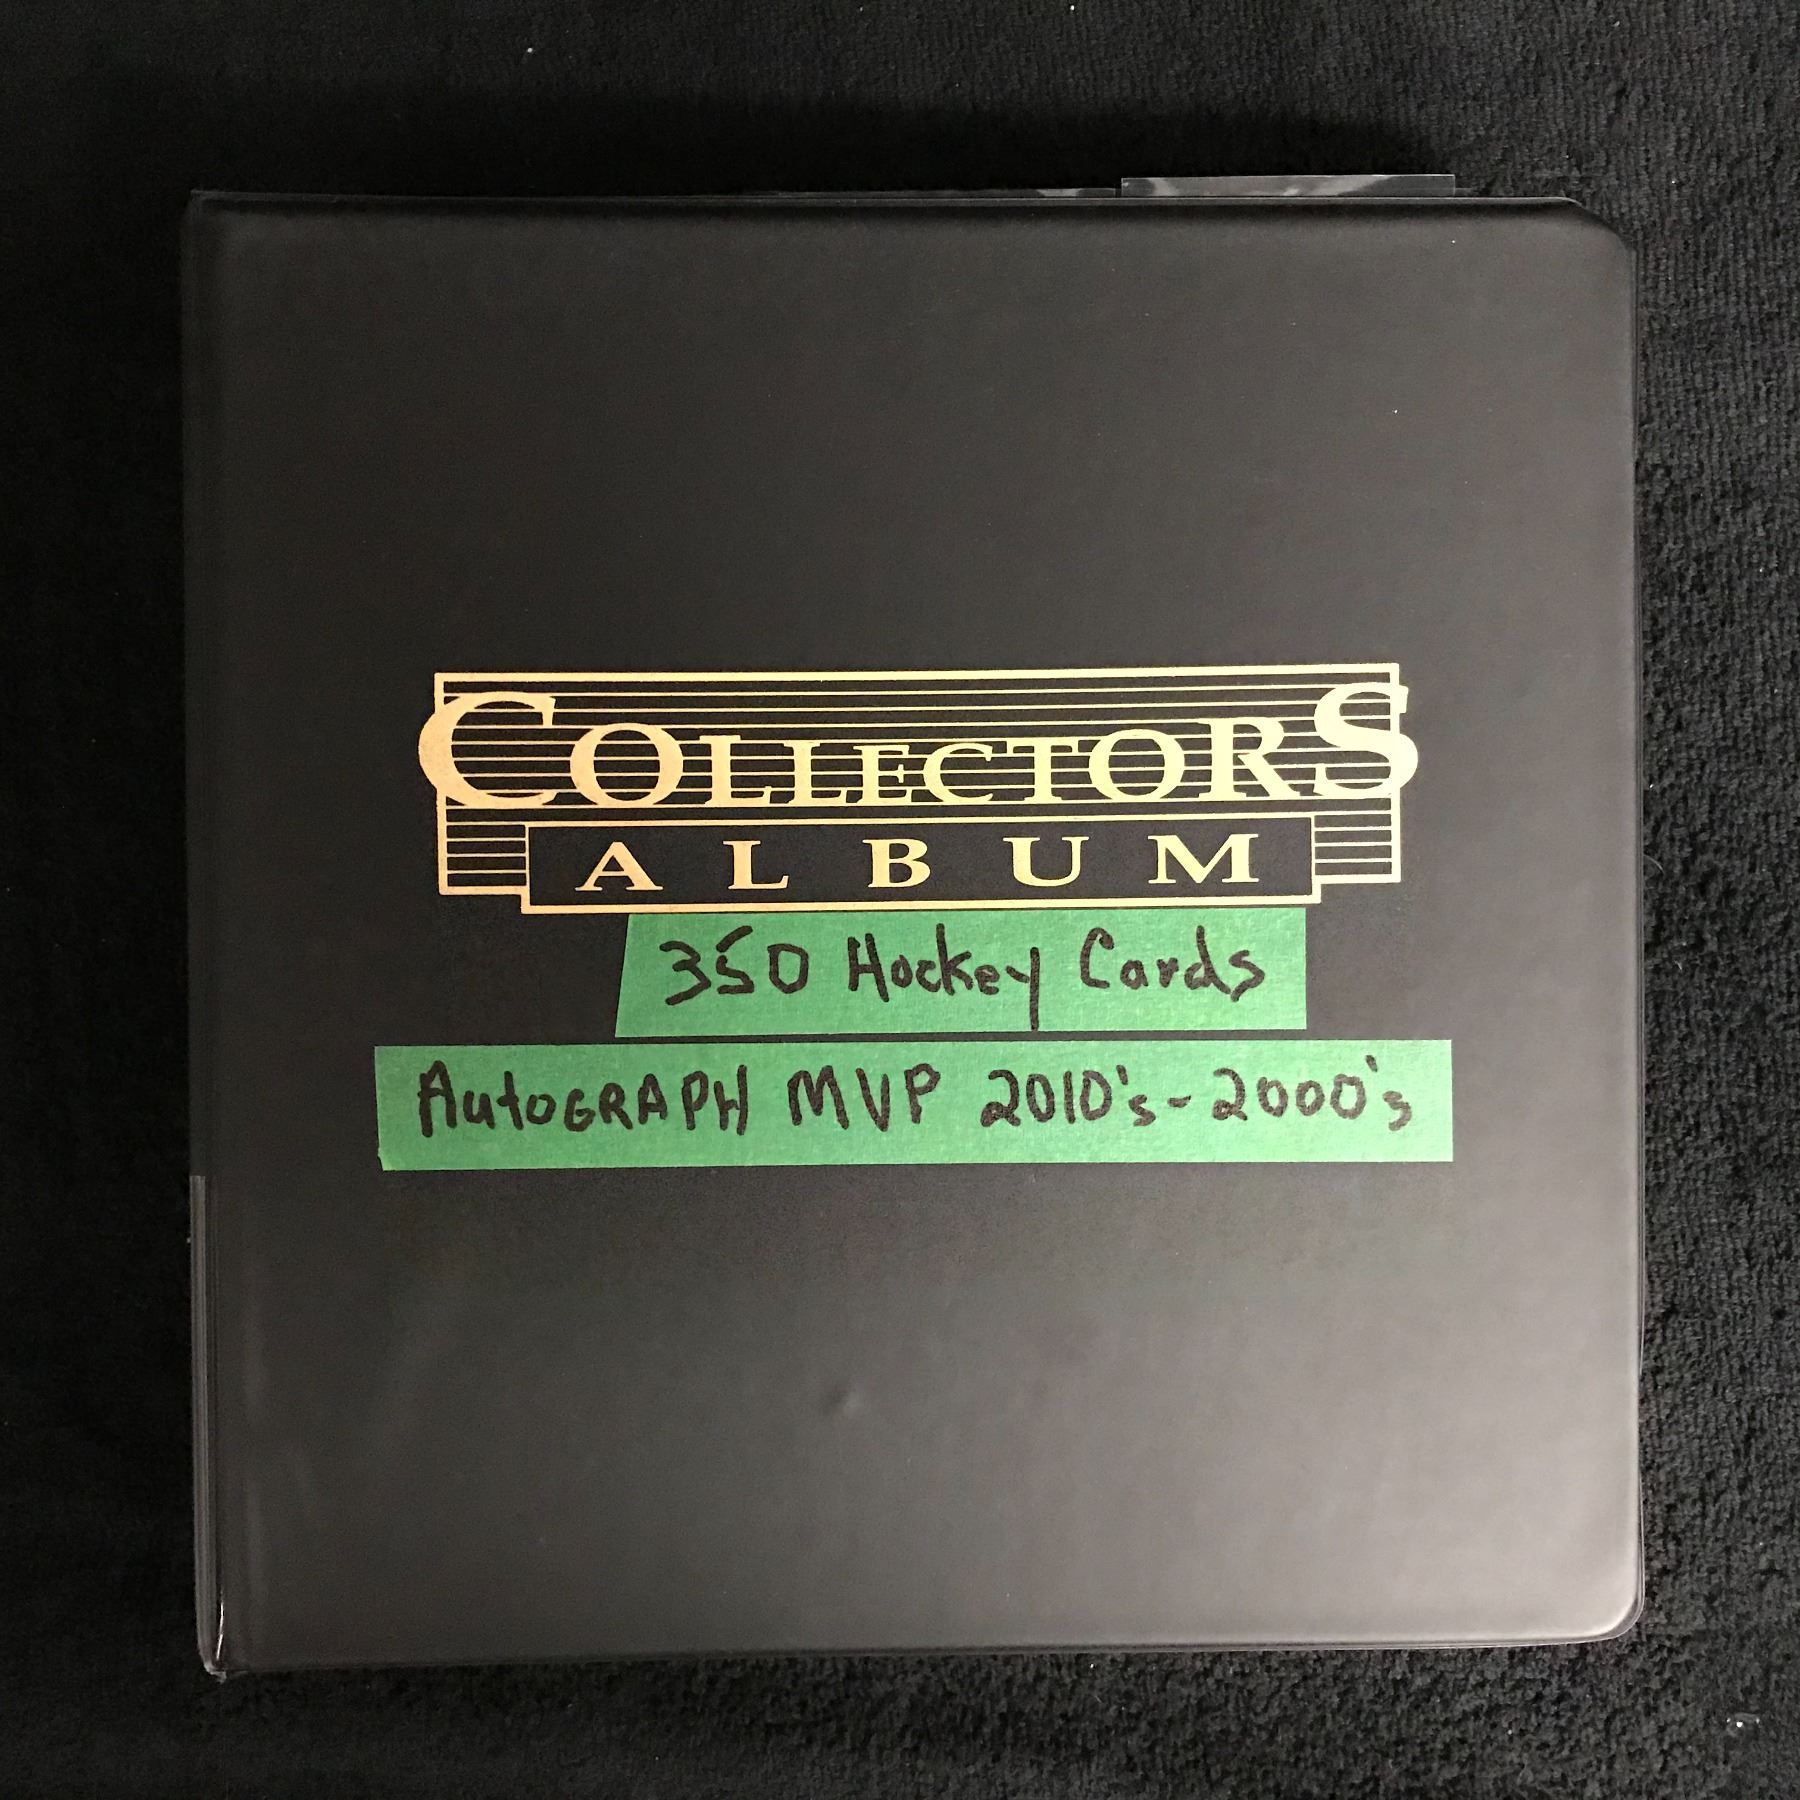 COLLECTORS
ALBUM
350 Hockey Cards
AutoGRAPH MVP 2010's-2000's